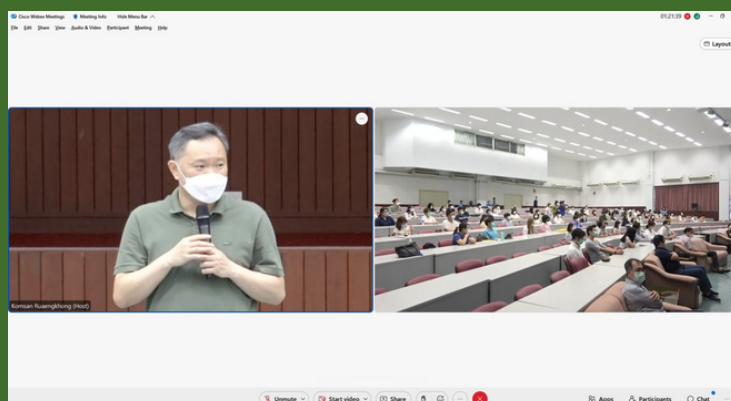 Cisco Webex Meetings Meeting Info Hide Menu Bar 01:21:39
File Edit Share View Audio & Video Participant Meeting Help
Layout
Komsan Ruaengkhong (Host)
Unmute Start video Share Apps Participants Chat